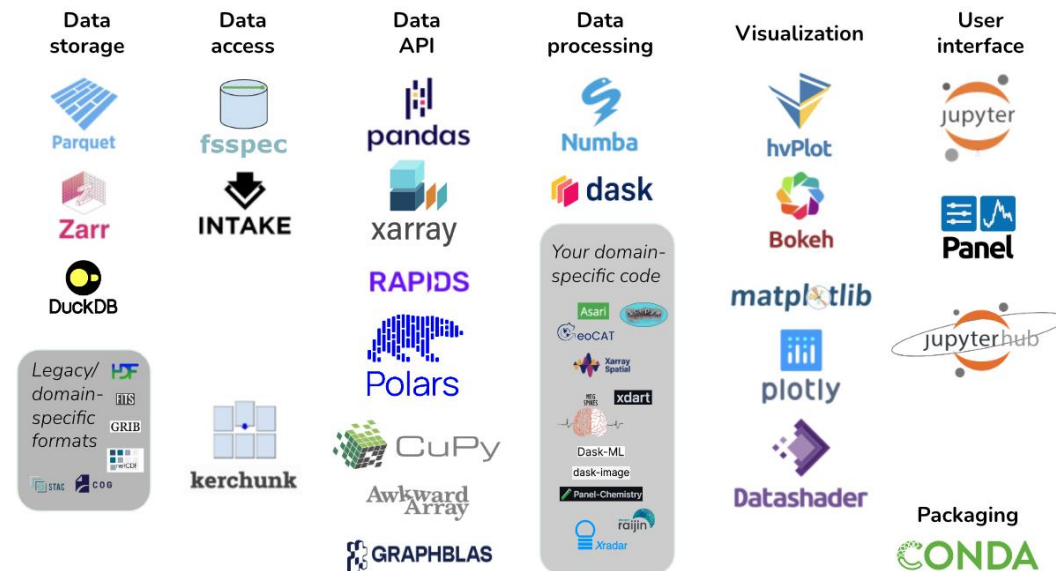 Data
storage
Data
access
Data
API
Data
processing
Visualization
User
interface
Parquet
Zarr
DuckDB
Legacy/
domain-
specific
formats
HDF
FITS
GRIB
netCDF
STAC
COG
fsspec
INTAKE
kerchunk
pandas
xarray
RAPIDS
Polars
CuPy
Awkward
Array
GRAPHBLAS
Numba
dask
Your domain-
specific code
Asari
GeoCAT
Xarray
Spatial
MEG
SPIKES
xdart
Dask-ML
dask-image
Panel-Chemistry
raijin
Xradar
hvPlot
Bokeh
matplotlib
plotly
Datashader
jupyter
Panel
jupyterhub
Packaging
CONDA